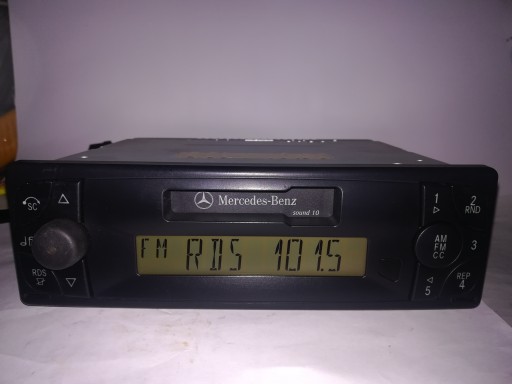 Mercedes-Benz
sound 10
SC
RDS
FM RDS 101.5
1
2
RND
AM
FM
CC
3
5
REP
4